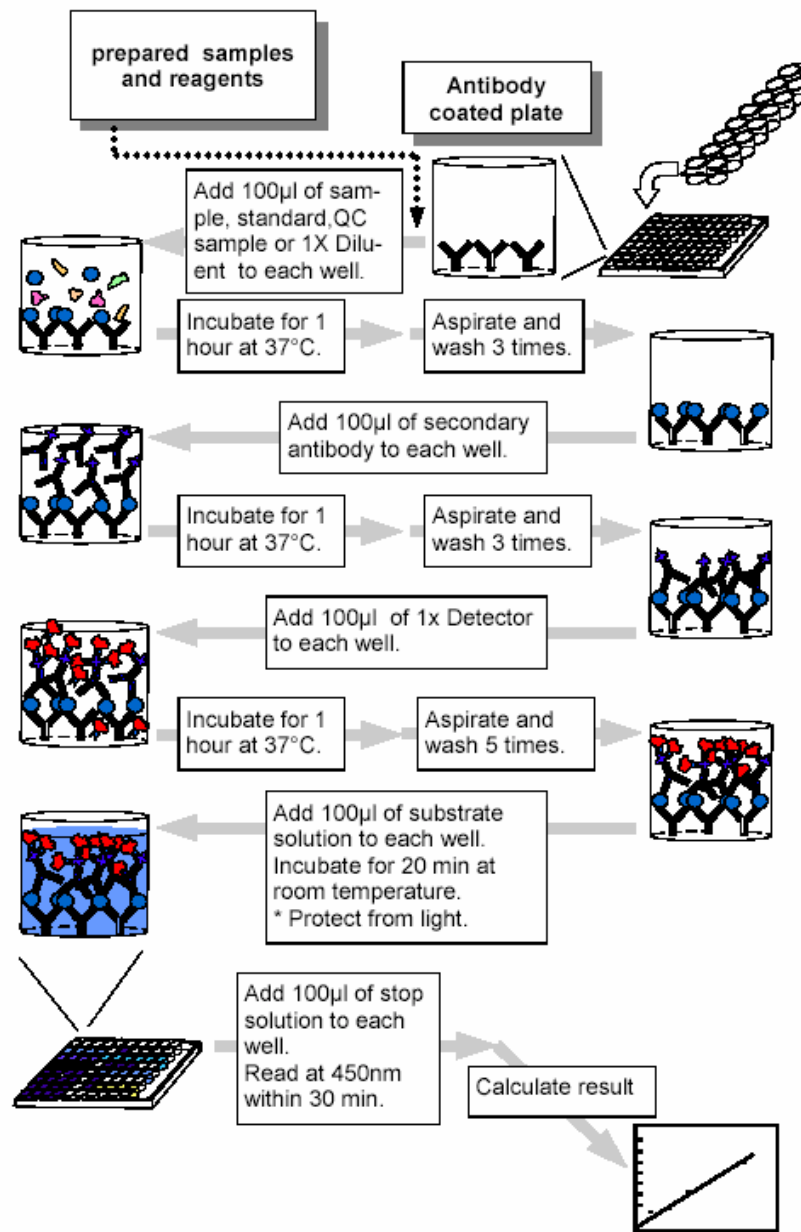 prepared samples
and reagents
Antibody
coated plate
Add 100µl of sam-
ple, standard,QC
sample or 1X Dilu-
ent to each well.
Incubate for 1
hour at 37°C.
Aspirate and
wash 3 times.
Add 100µl of secondary
antibody to each well.
Incubate for 1
hour at 37°C.
Aspirate and
wash 3 times.
Add 100µl of 1x Detector
to each well.
Incubate for 1
hour at 37°C.
Aspirate and
wash 5 times.
Add 100µl of substrate
solution to each well.
Incubate for 20 min at
room temperature.
* Protect from light.
Add 100µl of stop
solution to each
well.
Read at 450nm
within 30 min.
Calculate result